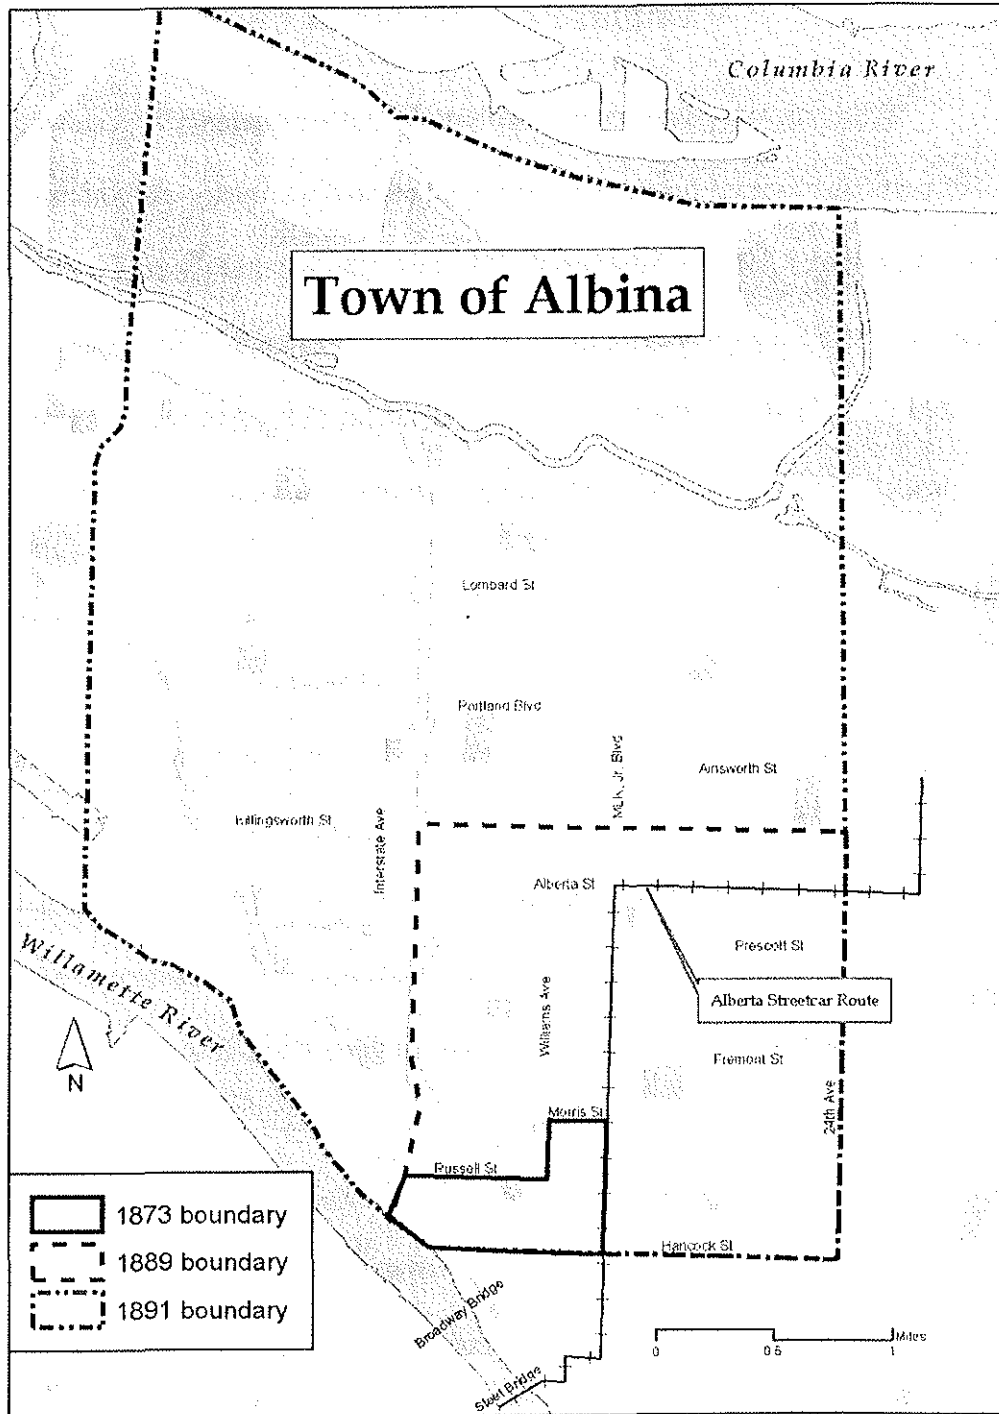 Columbia River
Town of Albina
Lombard St
Portland Blvd
MLK, Jr. Blvd
Ainsworth St
Killingsworth St
Interstate Ave
Alberta St
Prescott St
Willamette River
Williams Ave
Alberta Streetcar Route
N
Fremont St
24th Ave
Morris St
Russell St
1873 boundary
1889 boundary
1891 boundary
Hancock St
Broadway Bridge
Steel Bridge
Miles
0 0.5 1